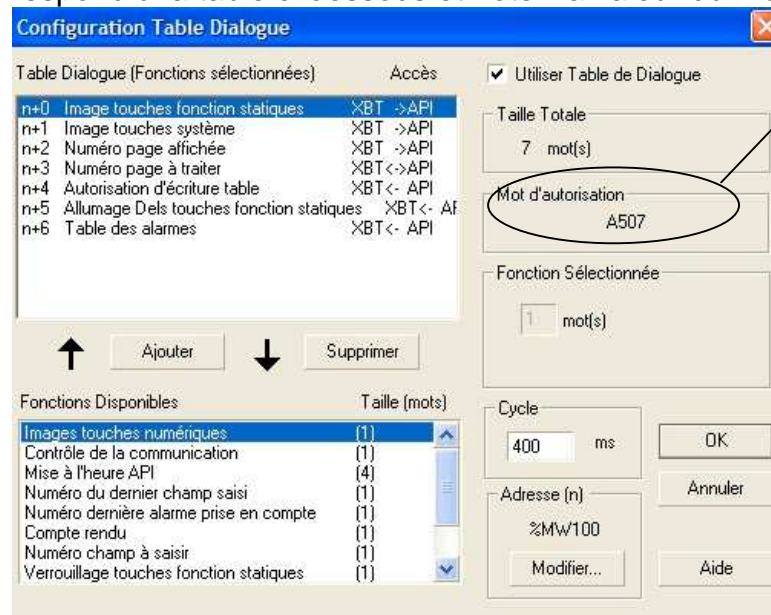 Configuration Table Dialogue
Table Dialogue (Fonctions sélectionnées) Accès
n+0 Image touches fonction statiques XBT ->API
n+1 Image touches système XBT ->API
n+2 Numéro page affichée XBT ->API
n+3 Numéro page à traiter XBT<->API
n+4 Autorisation d'écriture table XBT<- API
n+5 Allumage Dels touches fonction statiques XBT<- AF
n+6 Table des alarmes XBT<- API
Ajouter
Supprimer
Fonctions Disponibles Taille (mots)
Images touches numériques (1)
Contrôle de la communication (1)
Mise à l'heure API (4)
Numéro du dernier champ saisi (1)
Numéro dernière alarme prise en compte (1)
Compte rendu (1)
Numéro champ à saisir (1)
Verrouillage touches fonction statiques (1)
Utiliser Table de Dialogue
Taille Totale
7 mot(s)
Mot d'autorisation
A507
Fonction Sélectionnée
1 mot(s)
Cycle
400 ms
Adresse (n)
%MW100
Modifier...
OK
Annuler
Aide